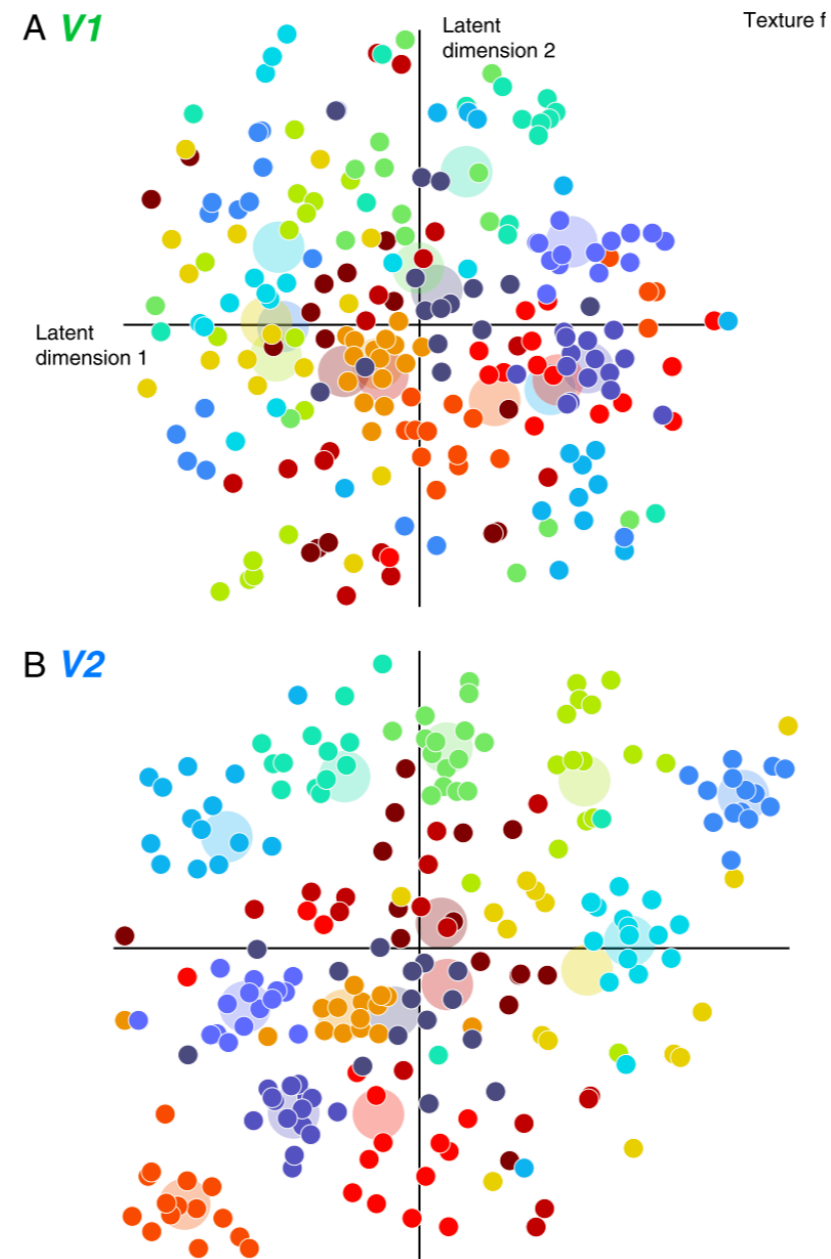 A V1
Latent
dimension 2
Texture f
Latent
dimension 1
B V2